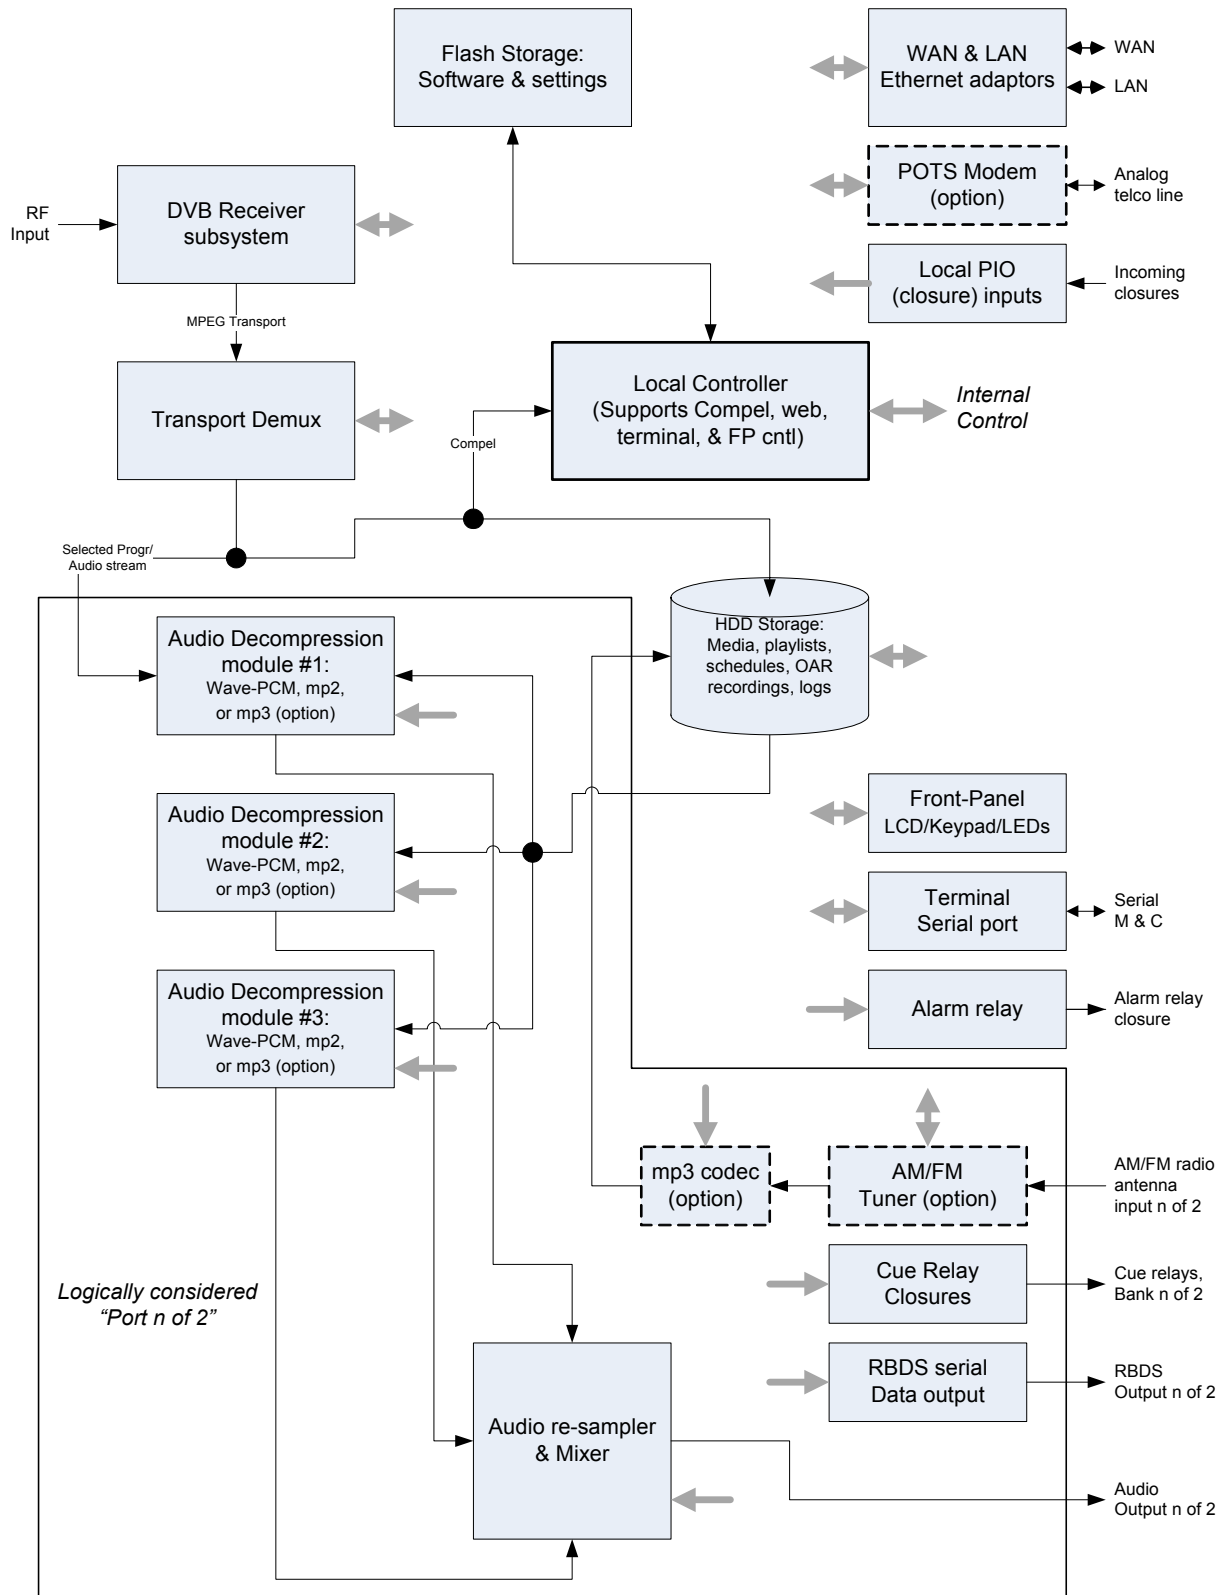 Flash Storage:
Software & settings
WAN & LAN
Ethernet adaptors
WAN
LAN
POTS Modem
(option)
Analog
telco line
RF
Input
DVB Receiver
subsystem
Local PIO
(closure) inputs
Incoming
closures
MPEG Transport
Transport Demux
Local Controller
(Supports Compel, web,
terminal, & FP cntl)
Internal
Control
Compel
Selected Progr/
Audio stream
HDD Storage:
Media, playlists,
schedules, OAR
recordings, logs
Audio Decompression
module #1:
Wave-PCM, mp2,
or mp3 (option)
Front-Panel
LCD/Keypad/LEDs
Audio Decompression
module #2:
Wave-PCM, mp2,
or mp3 (option)
Terminal
Serial port
Serial
M & C
Audio Decompression
module #3:
Wave-PCM, mp2,
or mp3 (option)
Alarm relay
Alarm relay
closure
mp3 codec
(option)
AM/FM
Tuner (option)
AM/FM radio
antenna
input n of 2
Logically considered
“Port n of 2”
Cue Relay
Closures
Cue relays,
Bank n of 2
RBDS serial
Data output
RBDS
Output n of 2
Audio re-sampler
& Mixer
Audio
Output n of 2